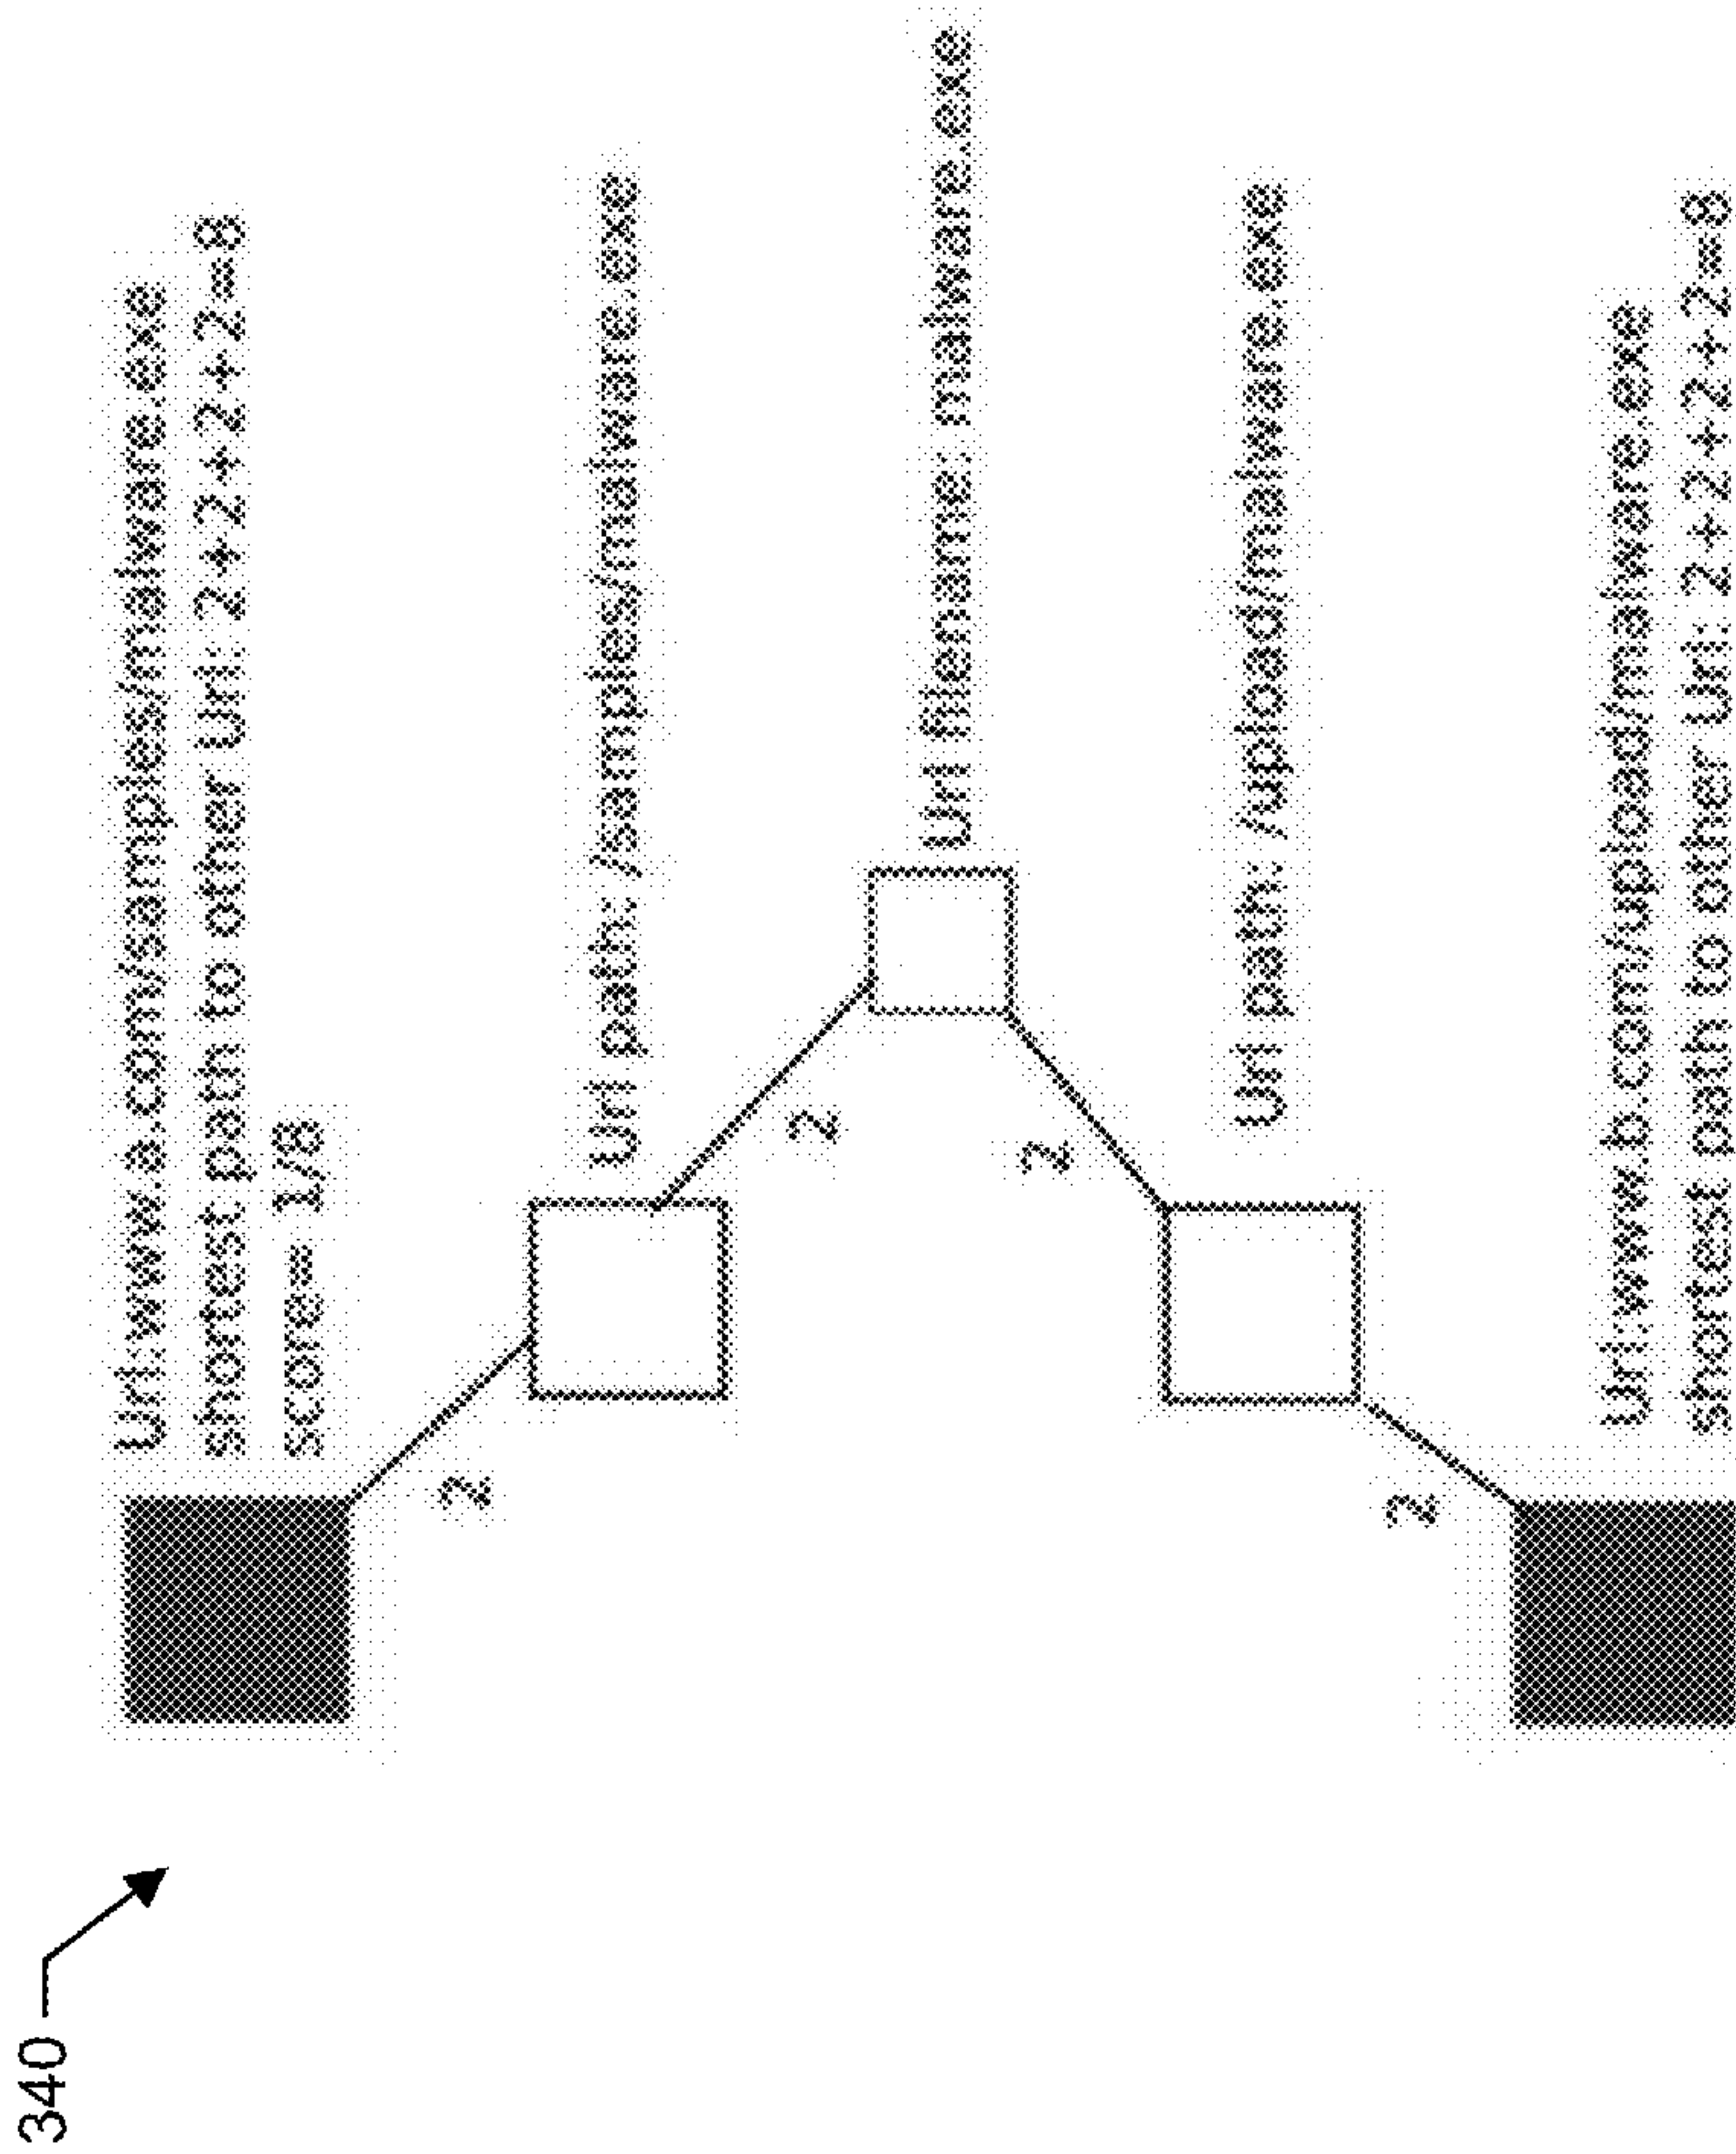 340
Url:www.a.com/samples/malware.exe
shortest path to other Url: 2+2+2+2=8
score= 1/8
2
Url path: /samples/malware.exe
2
Url filename: malware.exe
2
Url path: /upload/malware.exe
2
Url:www.b.com/upload/malware.exe
shortest path to other Url: 2+2+2+2=8